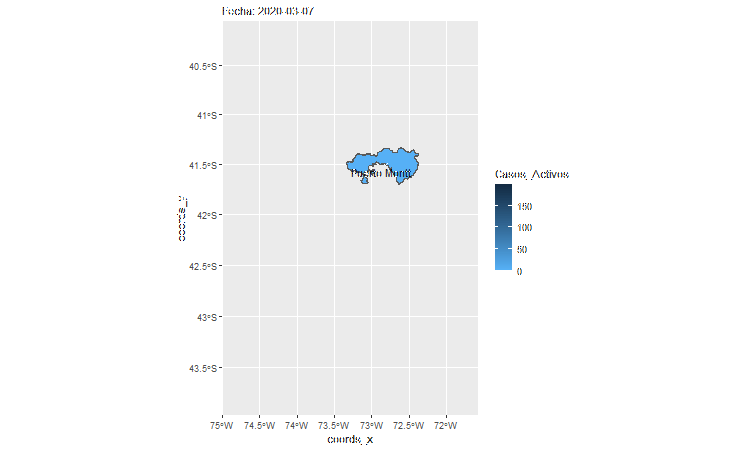 Fecha: 2020-03-07
40.5°S
41°S
41.5°S
42°S
42.5°S
43°S
43.5°S
coords_y
Puerto Montt
75°W 74.5°W 74°W 73.5°W 73°W 72.5°W 72°W
coords_x
Casos_Activos
150
100
50
0